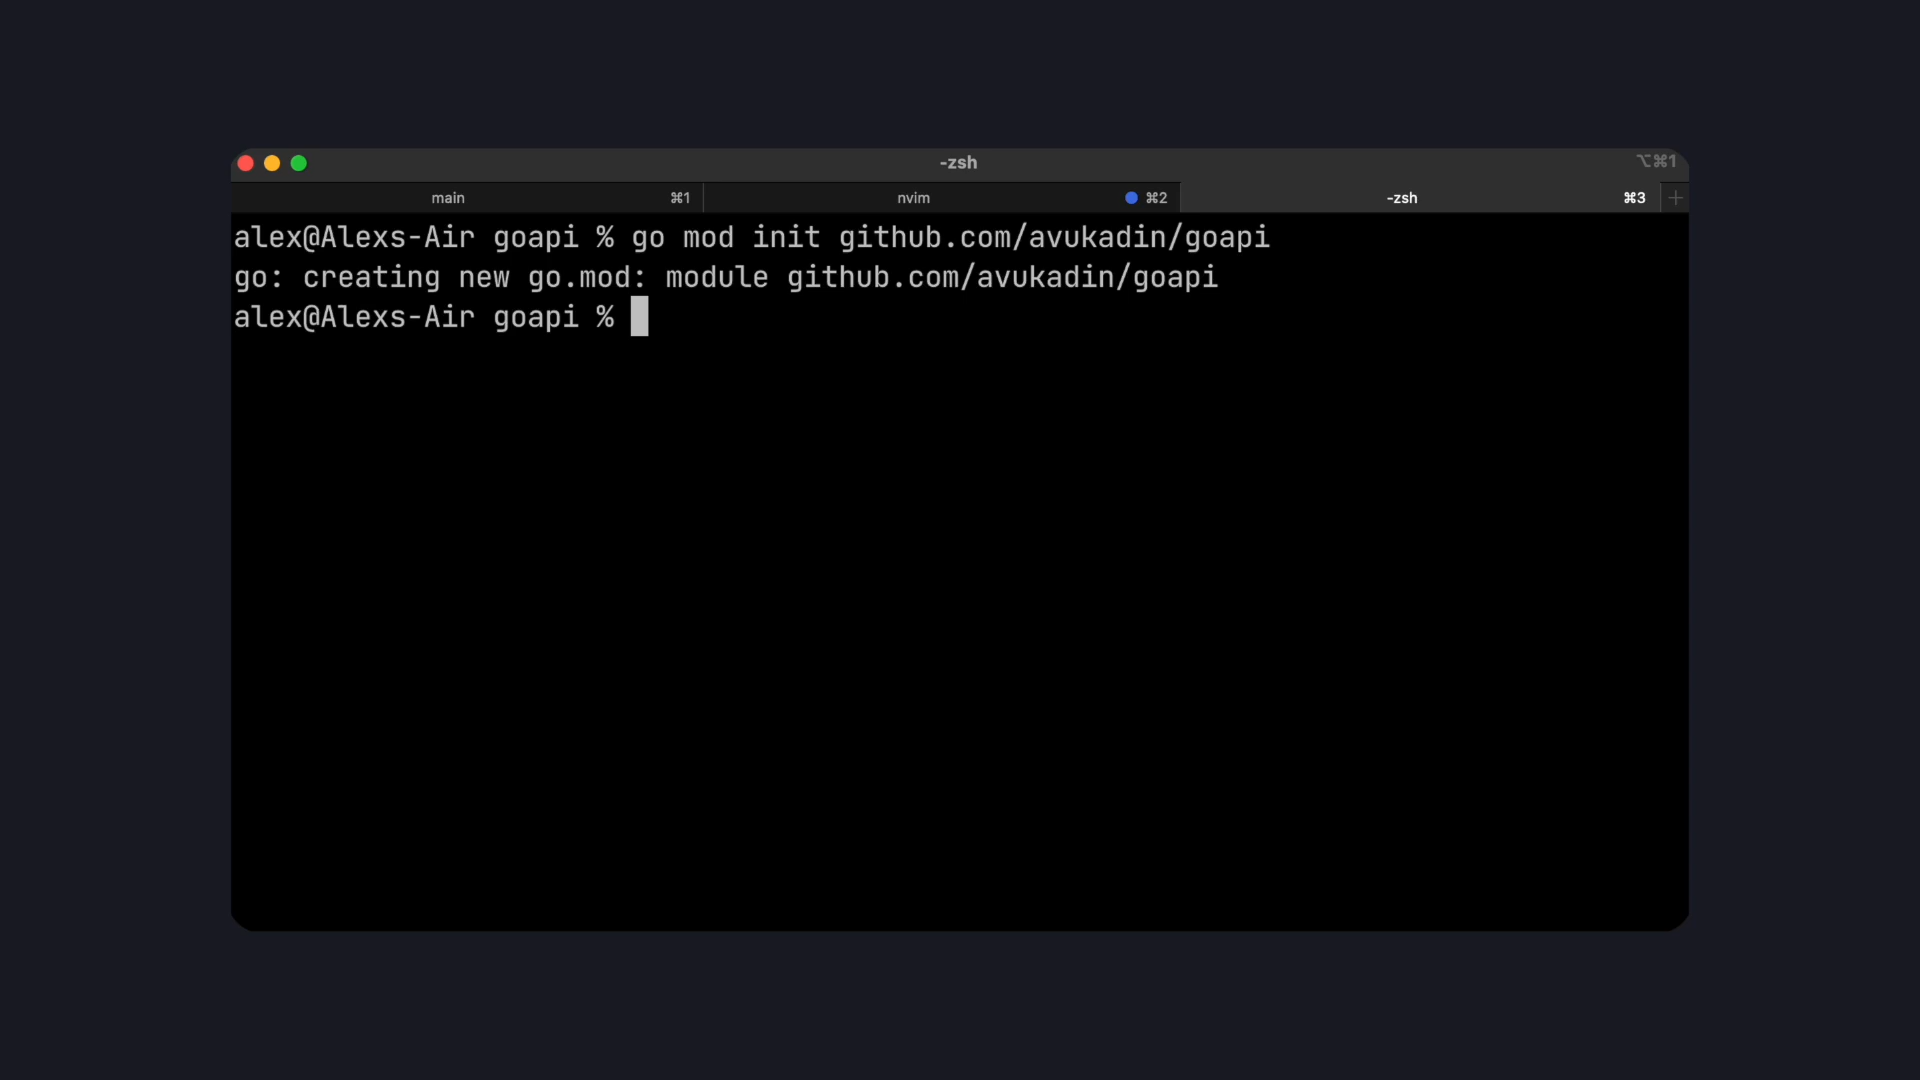 -zsh
⌥⌘1
main ⌘1 nvim ⌘2 -zsh ⌘3 +
alex@Alexs-Air goapi % go mod init github.com/avukadin/goapi
go: creating new go.mod: module github.com/avukadin/goapi
alex@Alexs-Air goapi %